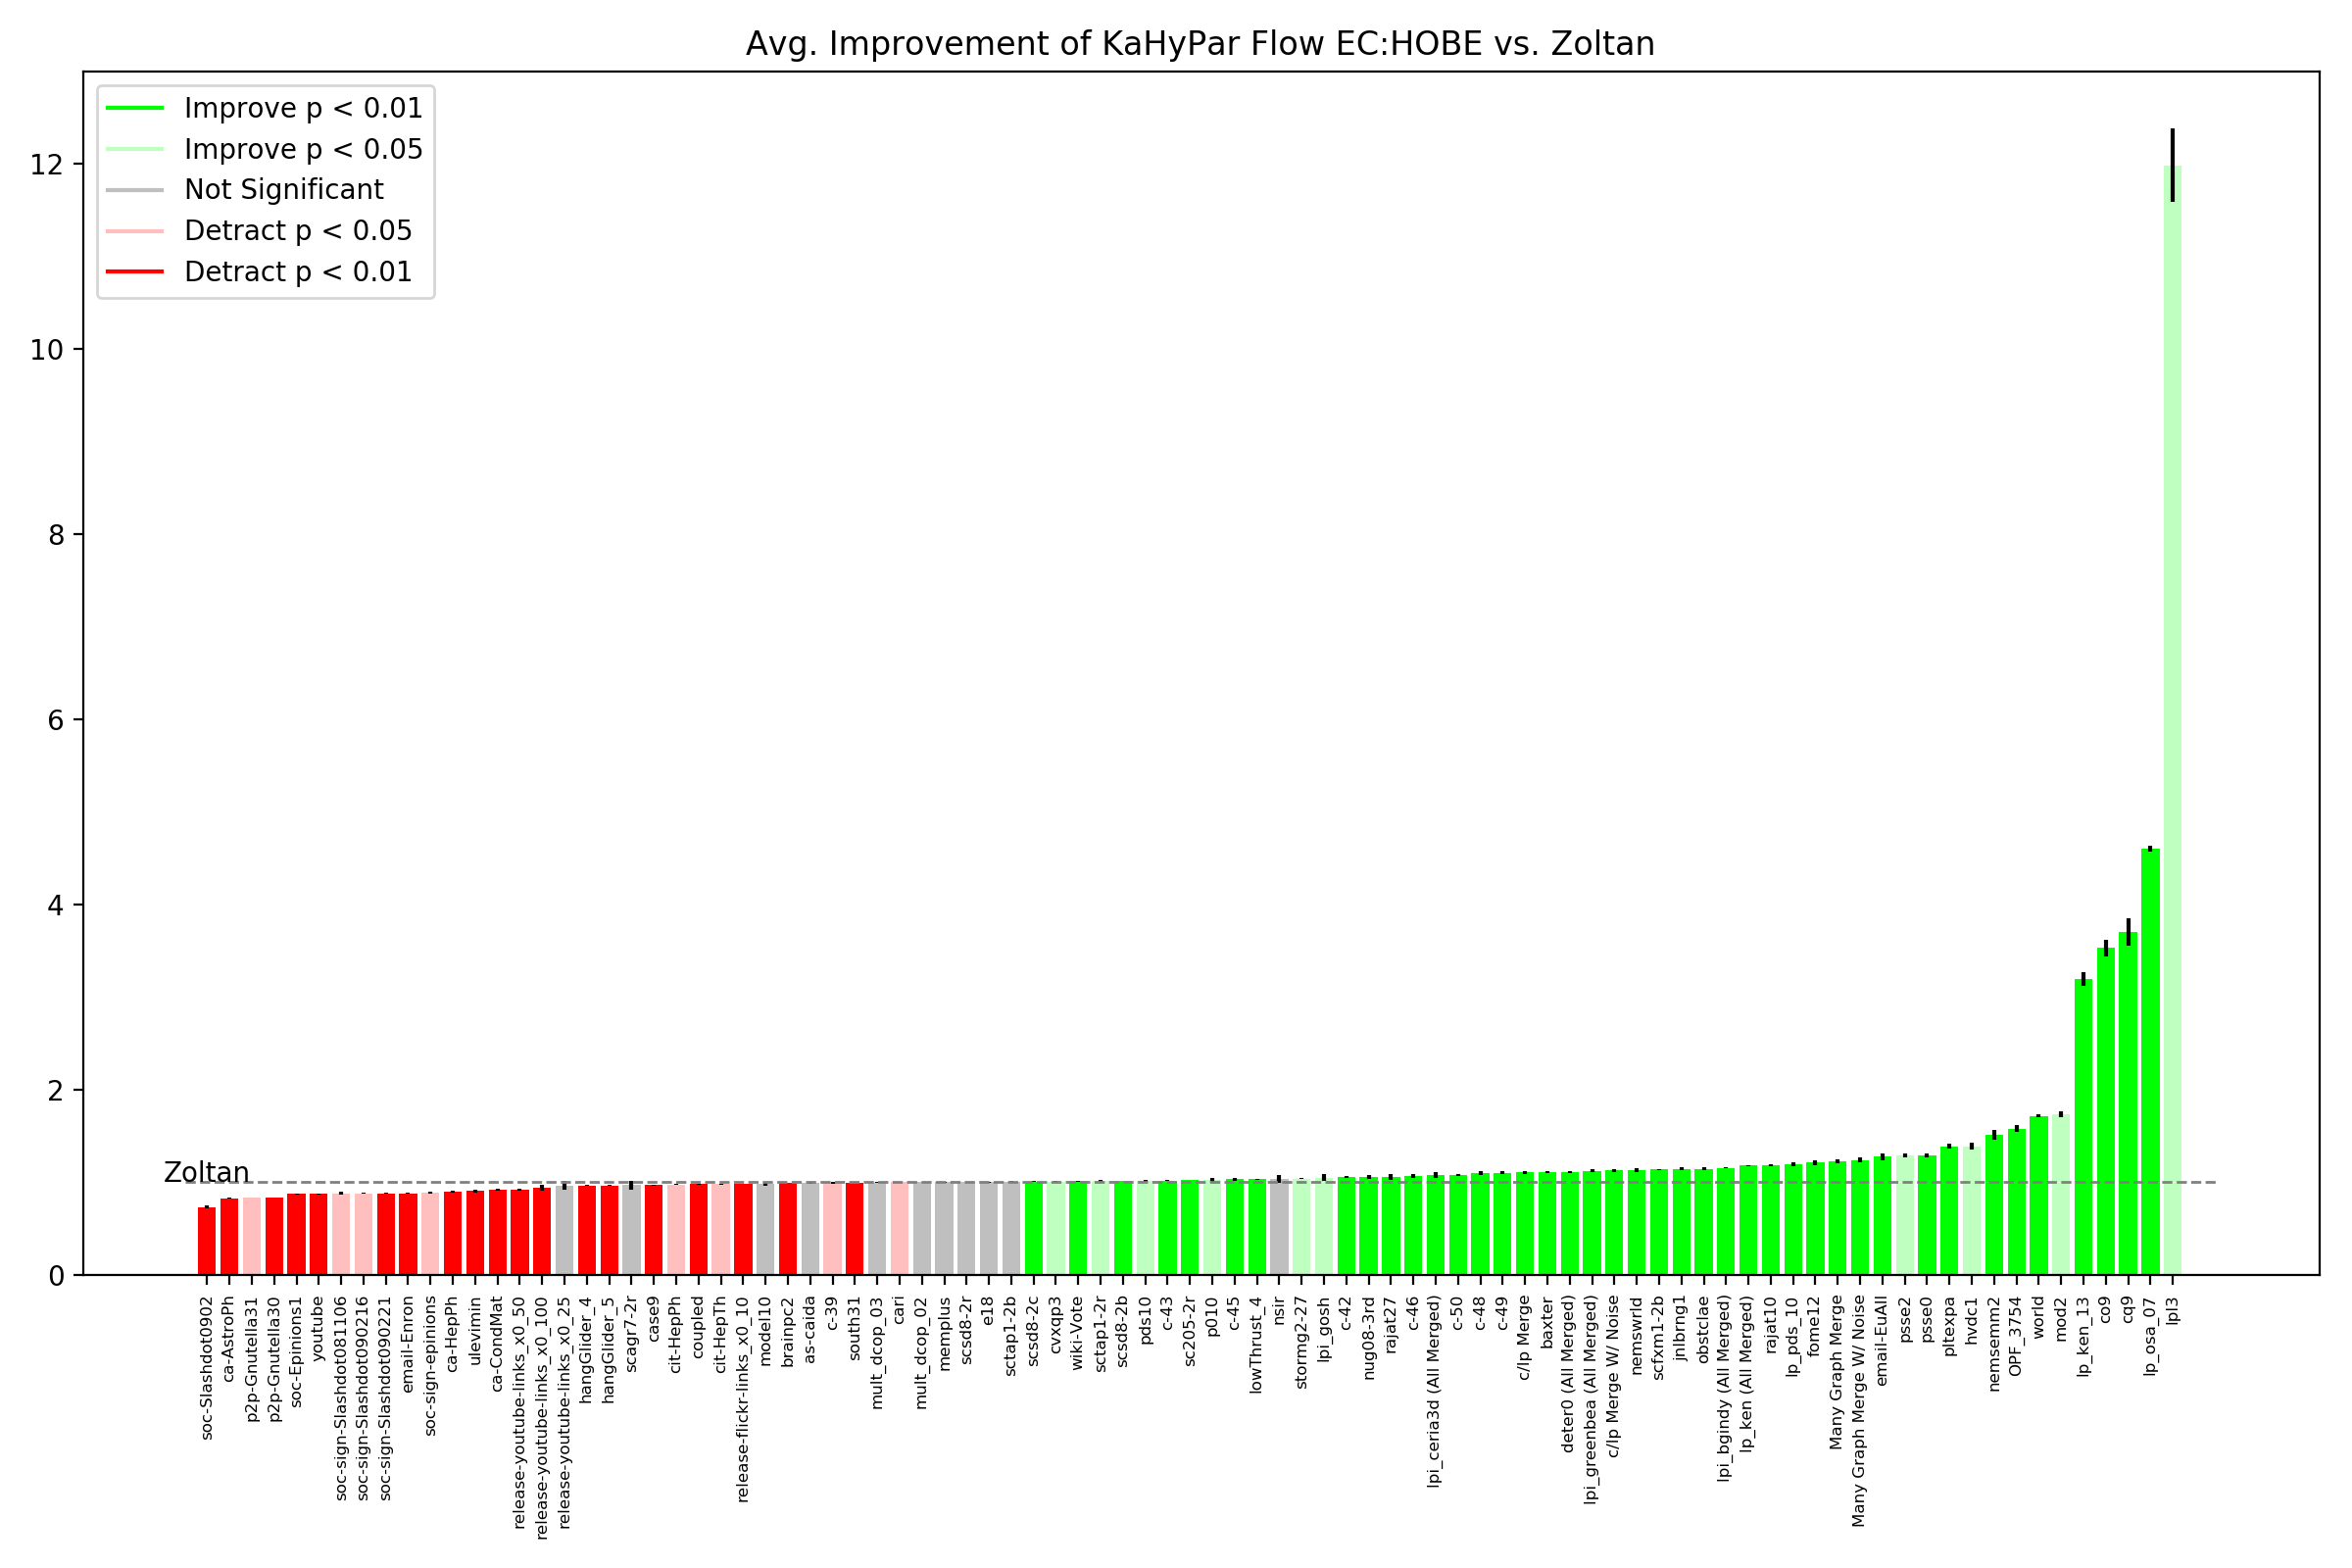 Avg. Improvement of KaHyPar Flow EC:HOBE vs. Zoltan
Improve p < 0.01
Improve p < 0.05
Not Significant
Detract p < 0.05
Detract p < 0.01
12
10
8
6
4
2
0
Zoltan
soc-Slashdot0902
ca-AstroPh
p2p-Gnutella31
p2p-Gnutella30
soc-Epinions1
youtube
soc-sign-Slashdot081106
soc-sign-Slashdot090216
soc-sign-Slashdot090221
email-Enron
soc-sign-epinions
ca-HepPh
ulevimin
ca-CondMat
release-youtube-links_x0_50
release-youtube-links_x0_100
release-youtube-links_x0_25
hangGlider_4
hangGlider_5
scagr7-2r
case9
cit-HepPh
coupled
cit-HepTh
release-flickr-links_x0_10
model10
brainpc2
as-caida
c-39
south31
mult_dcop_03
cari
mult_dcop_02
memplus
scsd8-2r
e18
sctap1-2b
scsd8-2c
cvxqp3
wiki-Vote
sctap1-2r
scsd8-2b
pds10
c-43
sc205-2r
p010
c-45
lowThrust_4
nsir
stormg2-27
lpi_gosh
c-42
nug08-3rd
rajat27
c-46
lpi_ceria3d (All Merged)
c-50
c-48
c-49
c/lp Merge
baxter
deter0 (All Merged)
lpi_greenbea (All Merged)
c/lp Merge W/ Noise
nemswrld
scfxm1-2b
jnlbrng1
obstclae
lpi_bgindy (All Merged)
lp_ken (All Merged)
rajat10
lp_pds_10
fome12
Many Graph Merge
Many Graph Merge W/ Noise
email-EuAll
psse2
psse0
pltexpa
hvdc1
nemsemm2
OPF_3754
world
mod2
lp_ken_13
co9
cq9
lp_osa_07
lpl3